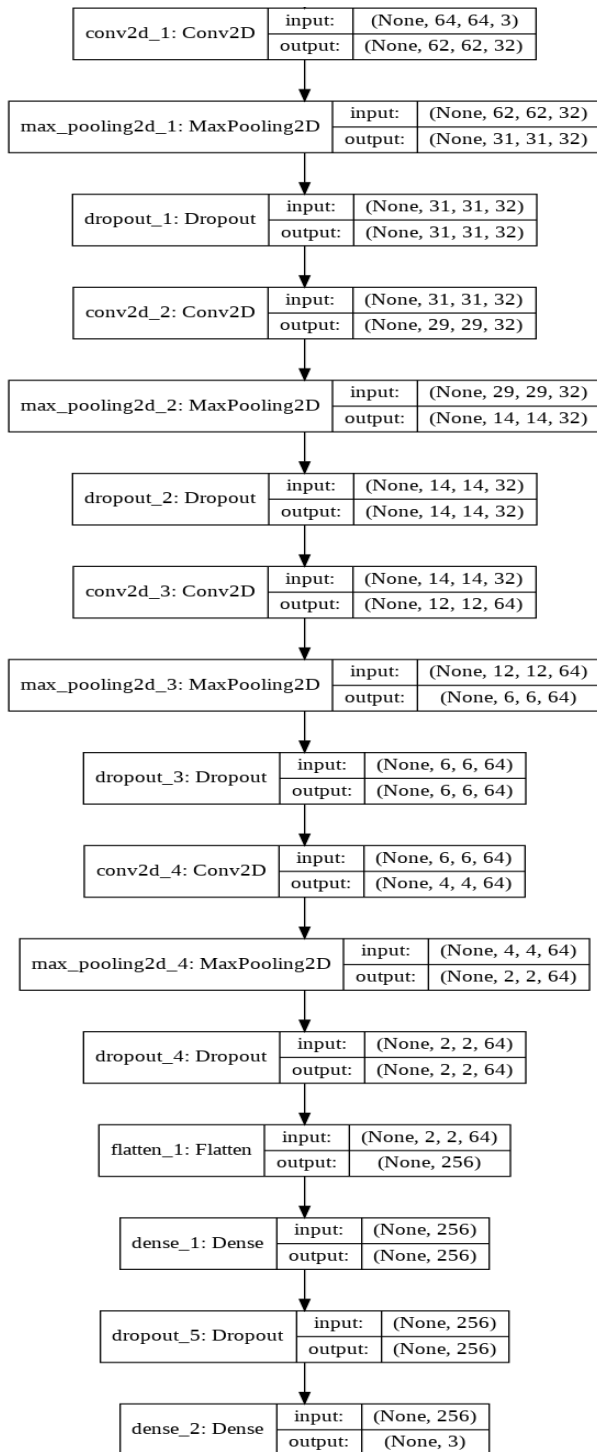 conv2d_1: Conv2D input: (None, 64, 64, 3)
output: (None, 62, 62, 32)
max_pooling2d_1: MaxPooling2D input: (None, 62, 62, 32)
output: (None, 31, 31, 32)
dropout_1: Dropout input: (None, 31, 31, 32)
output: (None, 31, 31, 32)
conv2d_2: Conv2D input: (None, 31, 31, 32)
output: (None, 29, 29, 32)
max_pooling2d_2: MaxPooling2D input: (None, 29, 29, 32)
output: (None, 14, 14, 32)
dropout_2: Dropout input: (None, 14, 14, 32)
output: (None, 14, 14, 32)
conv2d_3: Conv2D input: (None, 14, 14, 32)
output: (None, 12, 12, 64)
max_pooling2d_3: MaxPooling2D input: (None, 12, 12, 64)
output: (None, 6, 6, 64)
dropout_3: Dropout input: (None, 6, 6, 64)
output: (None, 6, 6, 64)
conv2d_4: Conv2D input: (None, 6, 6, 64)
output: (None, 4, 4, 64)
max_pooling2d_4: MaxPooling2D input: (None, 4, 4, 64)
output: (None, 2, 2, 64)
dropout_4: Dropout input: (None, 2, 2, 64)
output: (None, 2, 2, 64)
flatten_1: Flatten input: (None, 2, 2, 64)
output: (None, 256)
dense_1: Dense input: (None, 256)
output: (None, 256)
dropout_5: Dropout input: (None, 256)
output: (None, 256)
dense_2: Dense input: (None, 256)
output: (None, 3)